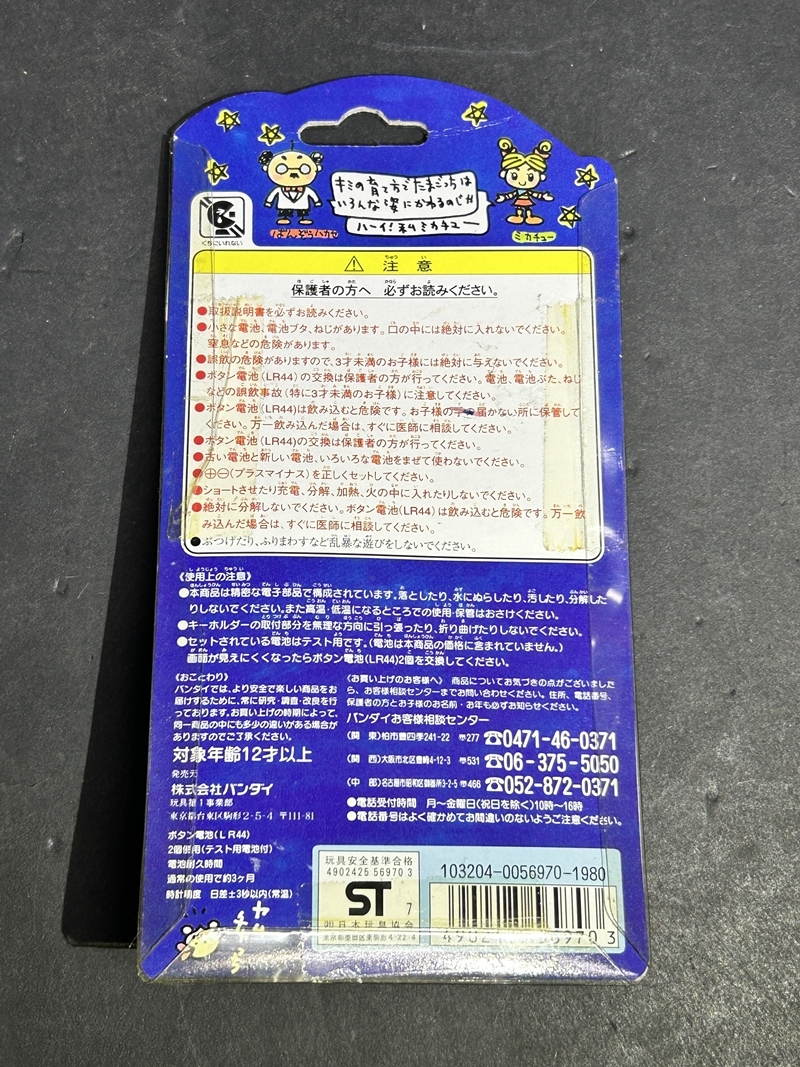 キミの育て方でたまごっちは
いろんな姿にかわるのじゃ
ハーイ!私ミカチュー
ばんぶらハカセ
ミカチュー
くちにいれない
注意
保護者の方へ 必ずお読みください。
●取扱説明書を必ずお読みください。
●小さな電池、電池ブタ、ねじがあります。口の中には絶対に入れないでください。
窒息などの危険があります。
●誤飲の危険がありますので、3才未満のお子様には絶対に与えないでください。
●ボタン電池(LR44)の交換は保護者の方が行ってください。電池、電池ぶた、ねじ
などの誤飲事故(特に3才未満のお子様)に注意してください。
●ボタン電池(LR44)は飲み込むと危険です。お子様の手の届かない所に保管して
ください。万一飲み込んだ場合は、すぐに医師に相談してください。
●ボタン電池(LR44)の交換は保護者の方が行ってください。
●古い電池と新しい電池、いろいろな電池をまぜて使わないでください。
●⊕⊖(プラスマイナス)を正しくセットしてください。
●ショートさせたり充電、分解、加熱、火の中に入れたりしないでください。
●絶対に分解しないでください。ボタン電池(LR44)は飲み込むと危険です。万一飲
み込んだ場合は、すぐに医師に相談してください。
●ぶつけたり、ふりまわすなど乱暴な遊びをしないでください。
《使用上の注意》
●本商品は精密な電子部品で構成されています。落としたり、水にぬらしたり、汚したり、分解した
りしないでください。また高温・低温になるところでの使用・保管はおさけください。
●キーホルダーの取付部分を無理な方向に引っ張ったり、折り曲げたりしないでください。
●セットされている電池はテスト用です。(電池は本商品の価格に含まれていません。)
画面が見えにくくなったらボタン電池(LR44)2個を交換してください。
《おことわり》
バンダイでは、より安全で楽しい商品をお
届けするために、常に研究・調査・改良を行
っております。お買い上げの時期によって、
同一商品の中にも多少の違いがある場合が
ありますのでご了承ください。
対象年齢12才以上
発売元
株式会社バンダイ
玩具第1事業部
東京都台東区駒形2-5-4 〒111-81
ボタン電池(LR44)
2個使用(テスト用電池付)
電池耐久時間
通常の使用で約3ヶ月
時計精度 日差±3秒以内(常温)
《お買い上げのお客様へ》 商品についてお気づきの点がございました
ら、お客様相談センターまでお問い合わせください。住所、電話番号、
保護者の方とお子様のお名前・お年も必ずお知らせください。
バンダイお客様相談センター
(関 東)柏市豊四季241-22 〒277 ☎0471-46-0371
(関 西)大阪市北区豊崎4-12-3 〒531 ☎06-375-5050
(中 部)名古屋市昭和区御器所3-2-5 〒466 ☎052-872-0371
●電話受付時間 月〜金曜日(祝日を除く)10時〜16時
●電話番号はよく確かめてお間違いのないようご注意ください。
玩具安全基準合格
4902425 56970 3
ST 7
日本玩具協会
東京都墨田区東駒形4-22-4
103204-0056970-1980